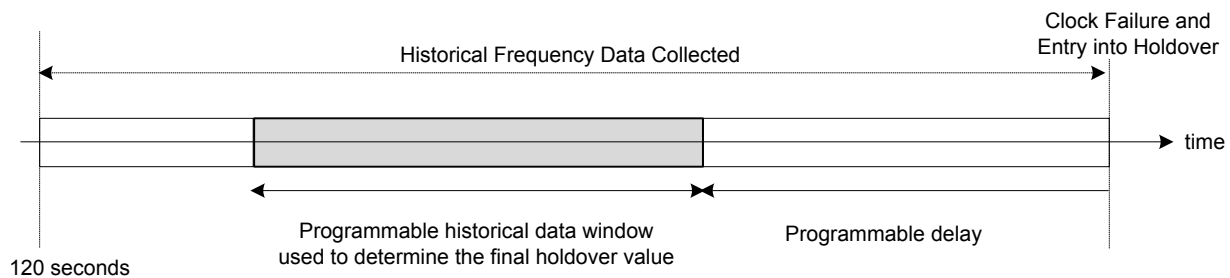 Clock Failure and
Entry into Holdover
Historical Frequency Data Collected
time
Programmable historical data window
used to determine the final holdover value
Programmable delay
120 seconds